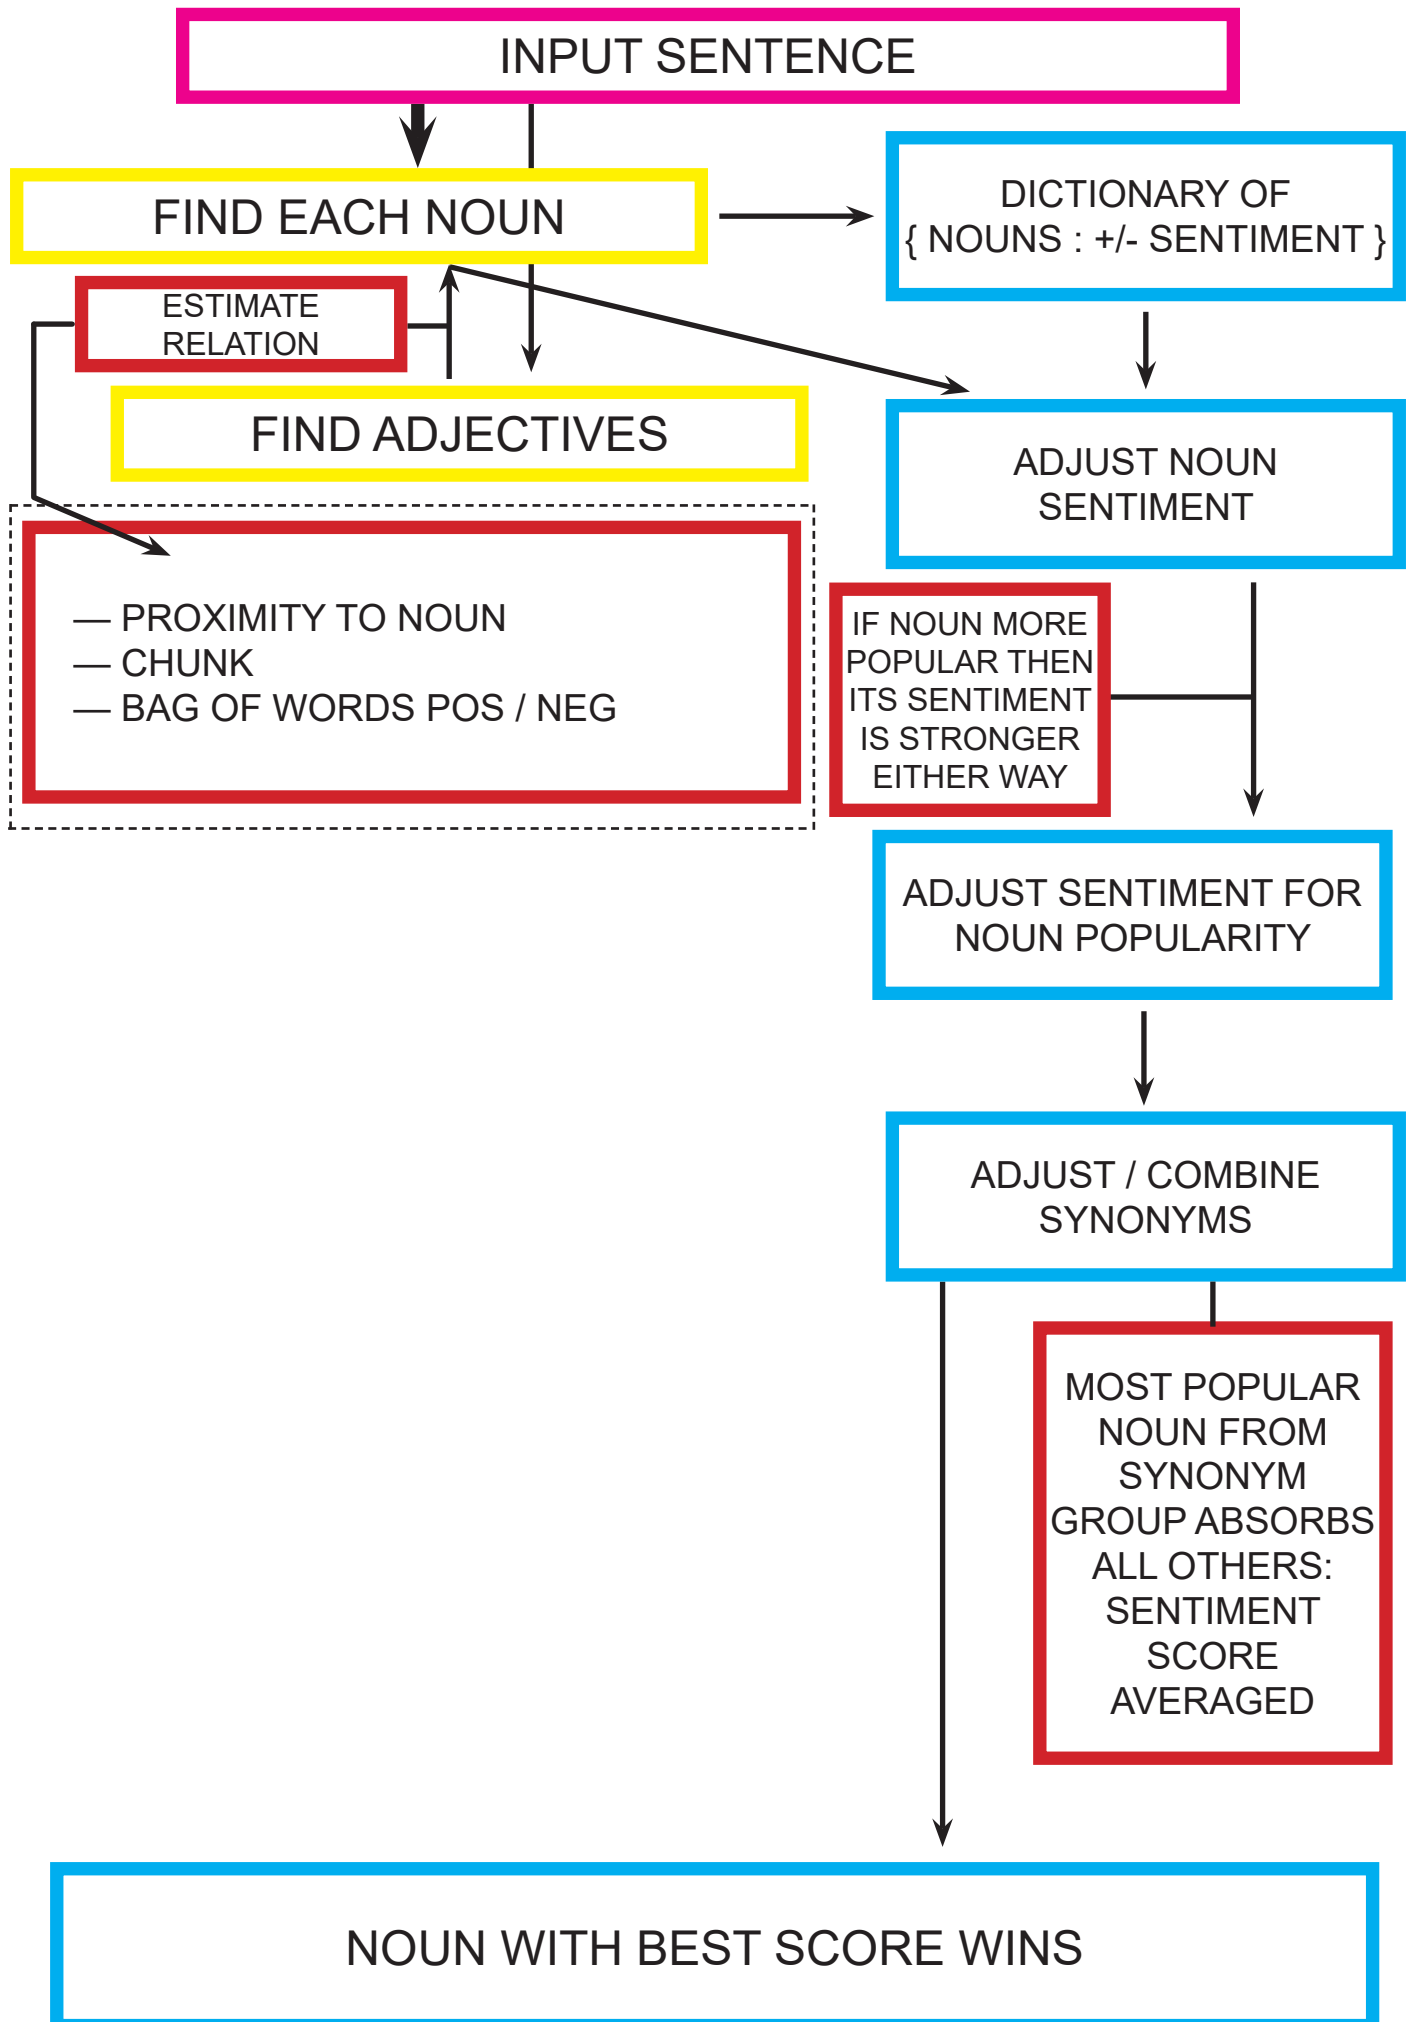 INPUT SENTENCE
FIND EACH NOUN
DICTIONARY OF
{ NOUNS : +/- SENTIMENT }
ESTIMATE
RELATION
FIND ADJECTIVES
ADJUST NOUN
SENTIMENT
— PROXIMITY TO NOUN
— CHUNK
— BAG OF WORDS POS / NEG
IF NOUN MORE
POPULAR THEN
ITS SENTIMENT
IS STRONGER
EITHER WAY
ADJUST SENTIMENT FOR
NOUN POPULARITY
ADJUST / COMBINE
SYNONYMS
MOST POPULAR
NOUN FROM
SYNONYM
GROUP ABSORBS
ALL OTHERS:
SENTIMENT
SCORE
AVERAGED
NOUN WITH BEST SCORE WINS